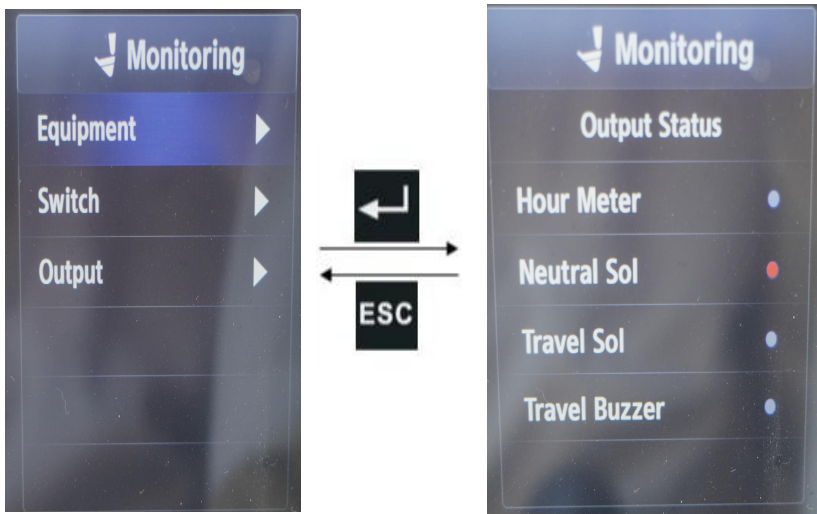 Monitoring
Equipment
Switch
Output
ESC
Monitoring
Output Status
Hour Meter
Neutral Sol
Travel Sol
Travel Buzzer